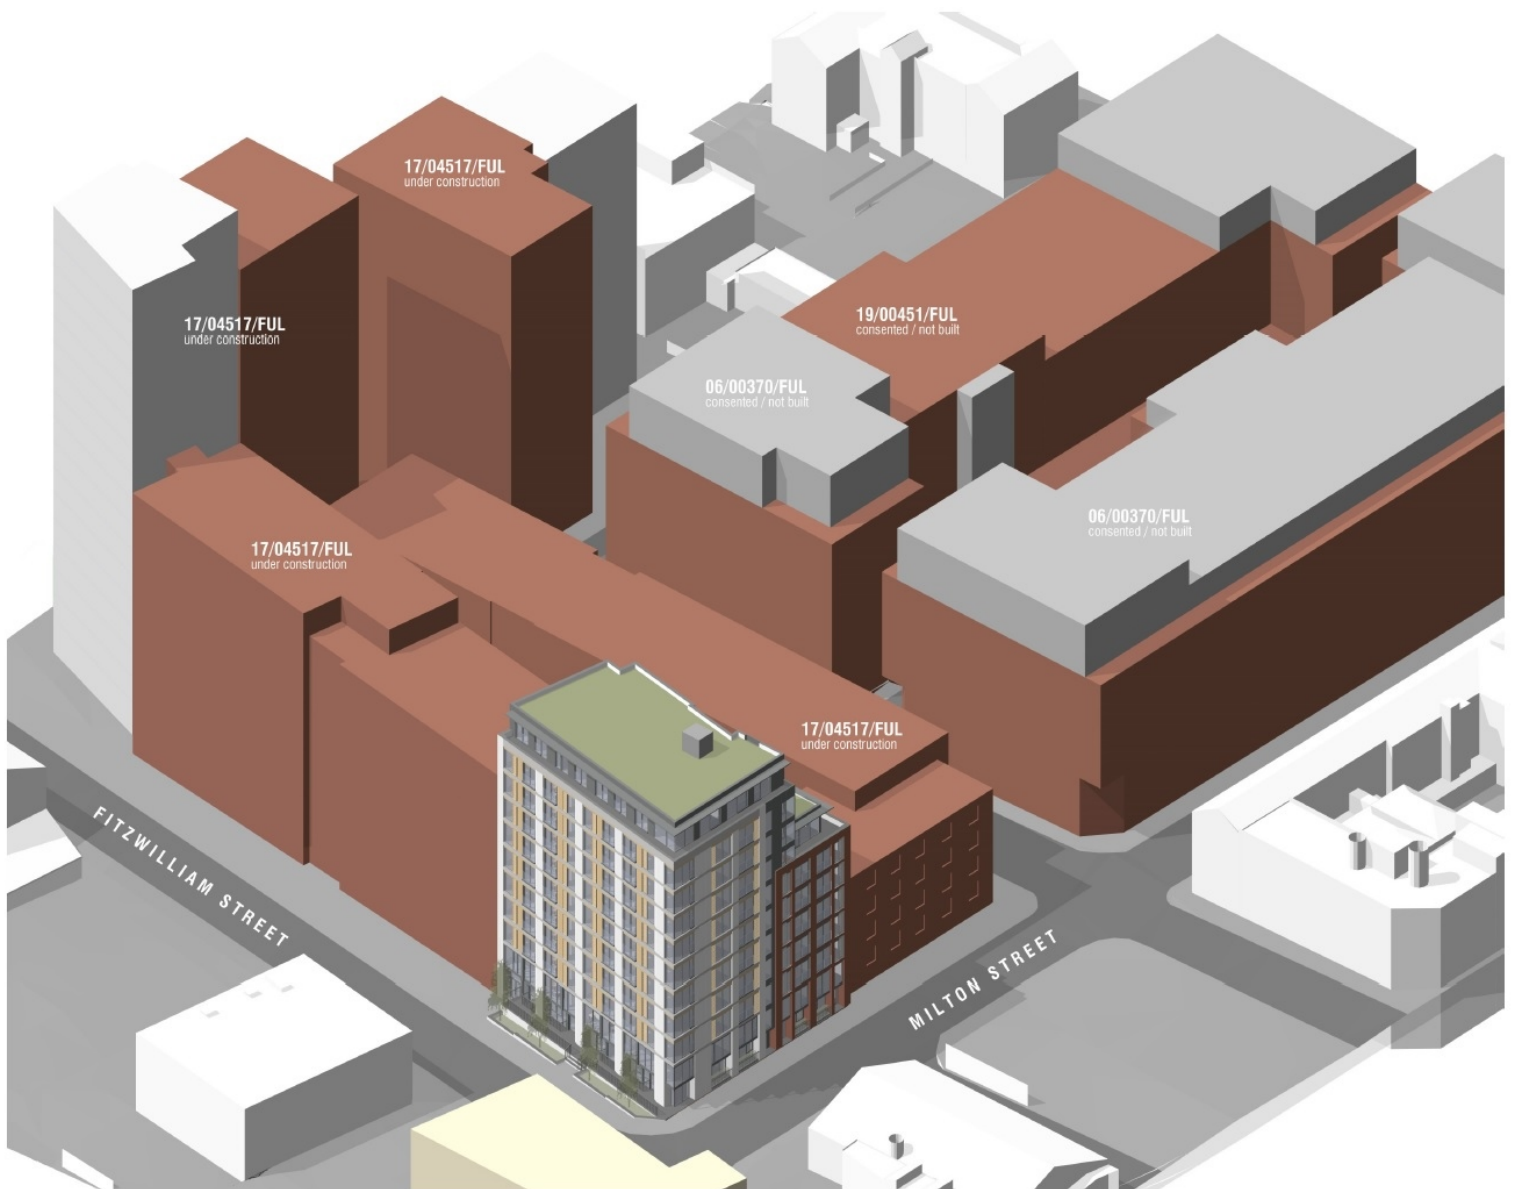 17/04517/FUL
under construction
17/04517/FUL
under construction
19/00451/FUL
consented / not built
06/00370/FUL
consented / not built
06/00370/FUL
consented / not built
17/04517/FUL
under construction
17/04517/FUL
under construction
FITZWILLIAM STREET
MILTON STREET